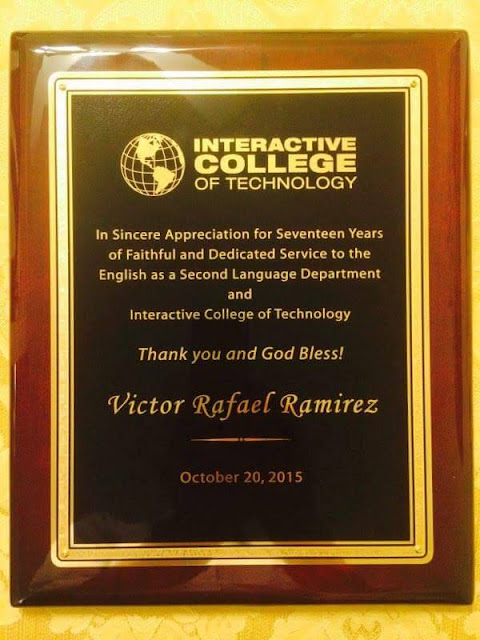 INTERACTIVE
COLLEGE
OF TECHNOLOGY
In Sincere Appreciation for Seventeen Years
of Faithful and Dedicated Service to the
English as a Second Language Department
and
Interactive College of Technology
Thank you and God Bless!
Victor Rafael Ramirez
October 20, 2015